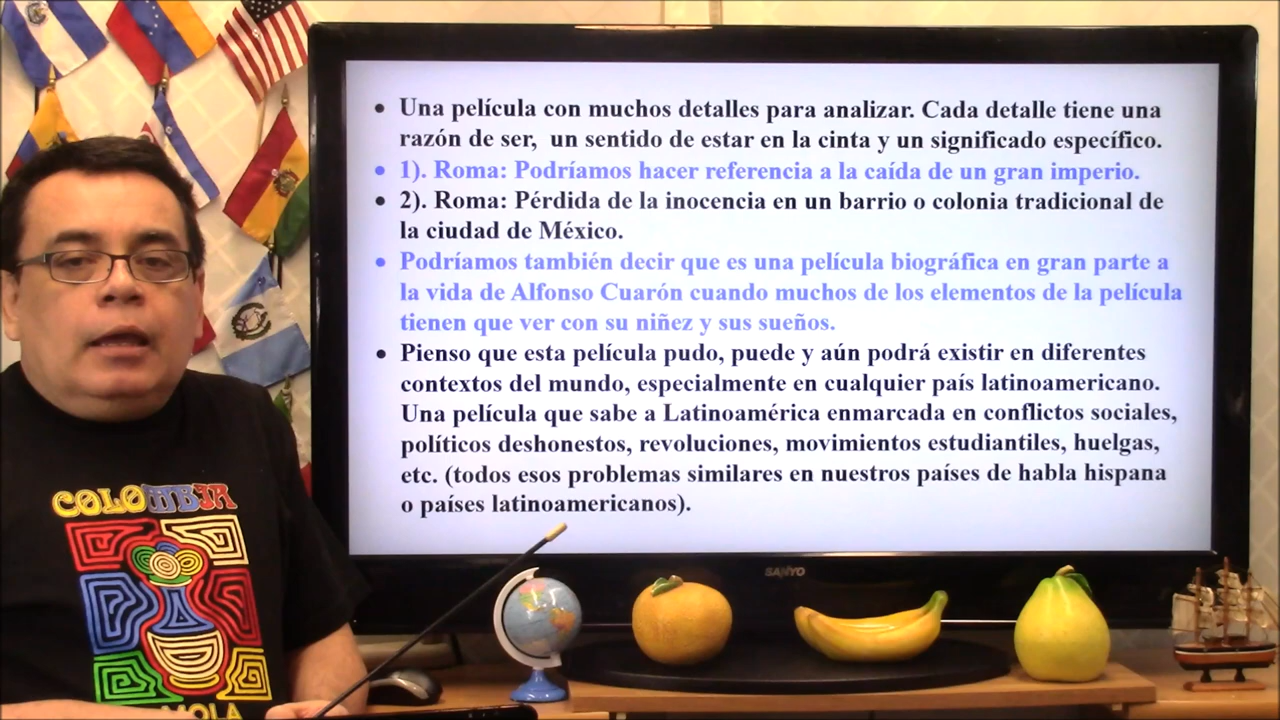 • Una película con muchos detalles para analizar. Cada detalle tiene una
razón de ser, un sentido de estar en la cinta y un significado específico.
• 1). Roma: Podríamos hacer referencia a la caída de un gran imperio.
• 2). Roma: Pérdida de la inocencia en un barrio o colonia tradicional de
la ciudad de México.
• Podríamos también decir que es una película biográfica en gran parte a
la vida de Alfonso Cuarón cuando muchos de los elementos de la película
tienen que ver con su niñez y sus sueños.
• Pienso que esta película pudo, puede y aún podrá existir en diferentes
contextos del mundo, especialmente en cualquier país latinoamericano.
Una película que sabe a Latinoamérica enmarcada en conflictos sociales,
políticos deshonestos, revoluciones, movimientos estudiantiles, huelgas,
etc. (todos esos problemas similares en nuestros países de habla hispana
o países latinoamericanos).
SANYO
COLOMBIA
MOLA